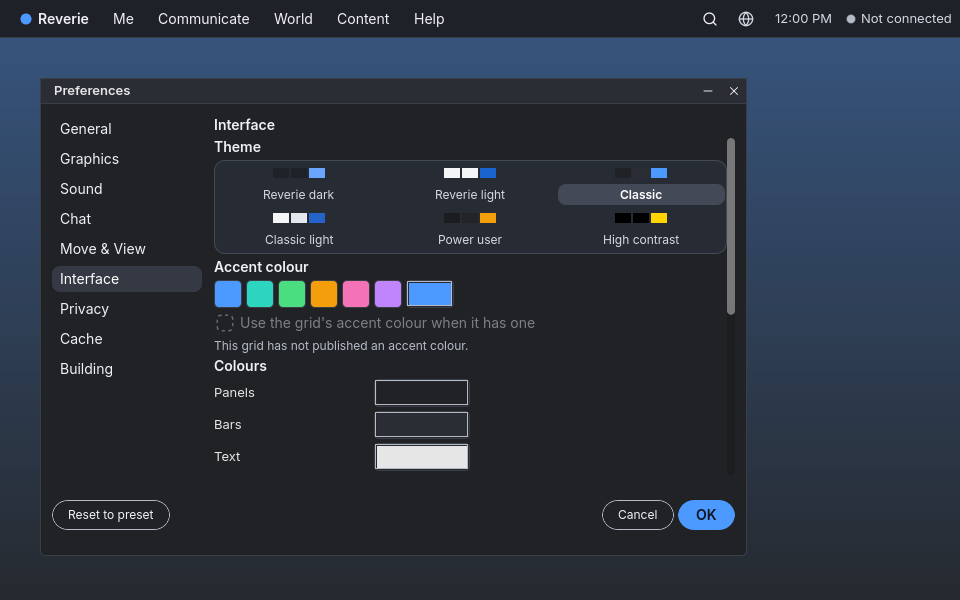 Reverie Me Communicate World Content Help 12:00 PM Not connected
Preferences
General
Graphics
Sound
Chat
Move & View
Interface
Privacy
Cache
Building
Interface
Theme
Reverie dark Reverie light Classic
Classic light Power user High contrast
Accent colour
Use the grid's accent colour when it has one
This grid has not published an accent colour.
Colours
Panels
Bars
Text
Reset to preset Cancel OK